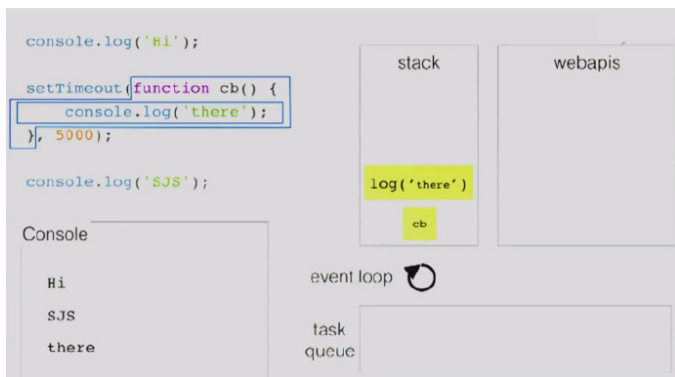 console.log('Hi');
setTimeout(function cb() {
console.log('there');
}, 5000);
console.log('SJS');
Console
Hi
SJS
there
stack
webapis
log('there')
cb
event loop
task
queue